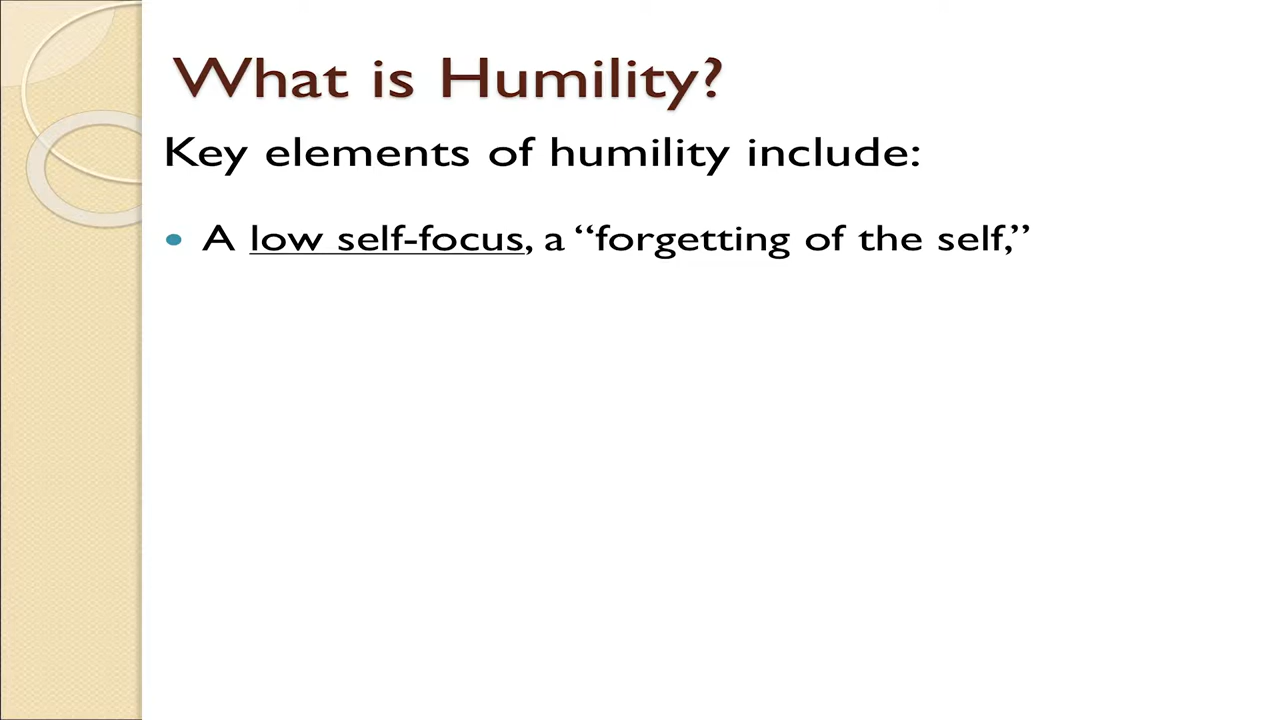 What is Humility?
Key elements of humility include:
• A low self-focus, a “forgetting of the self,”